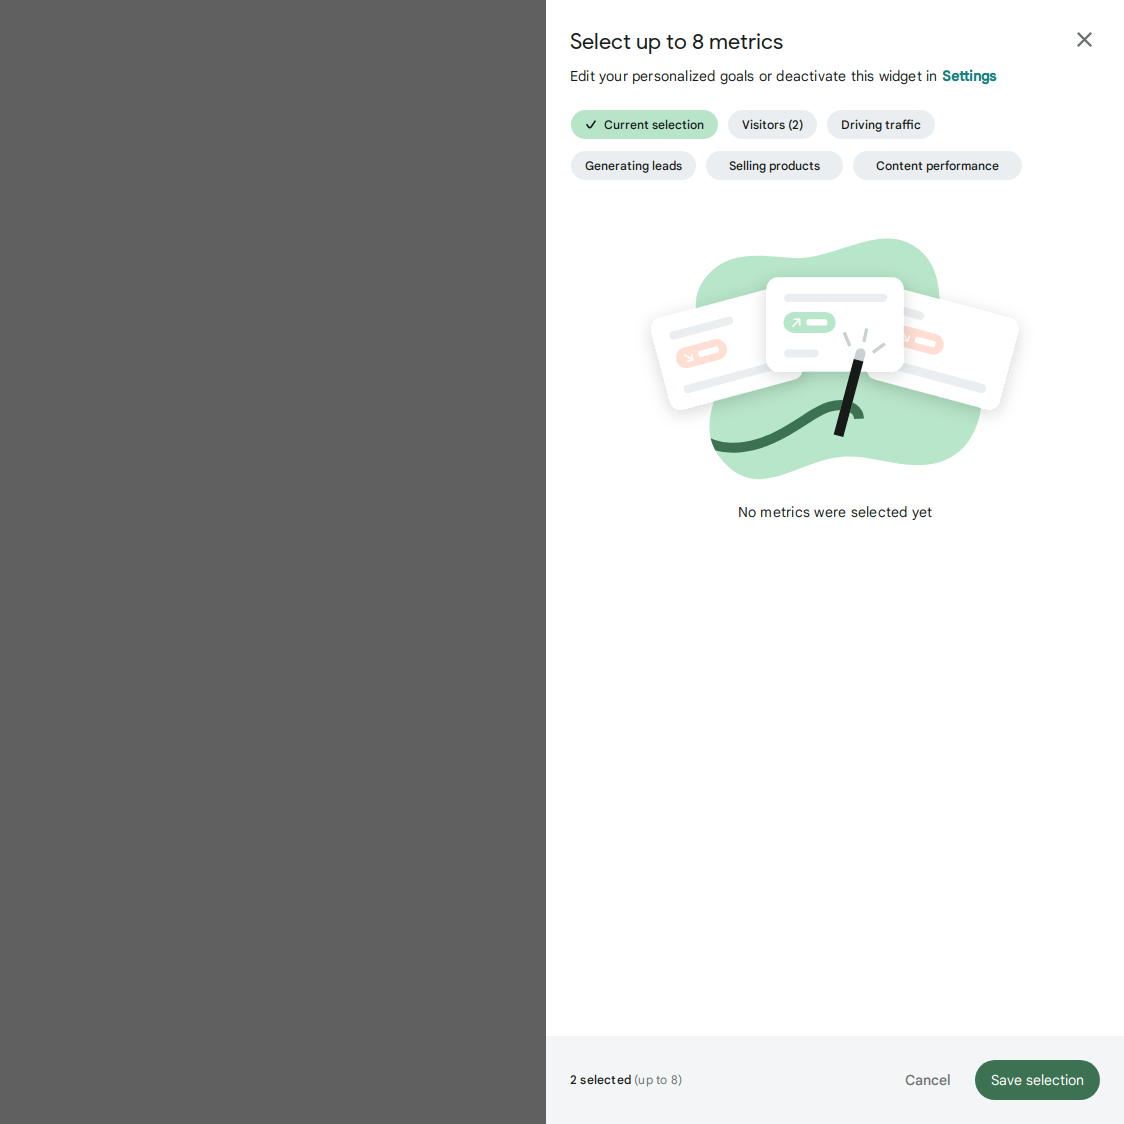 Select up to 8 metrics
Edit your personalized goals or deactivate this widget in Settings
Current selection
Visitors (2)
Driving traffic
Generating leads
Selling products
Content performance
No metrics were selected yet
2 selected (up to 8)
Cancel
Save selection